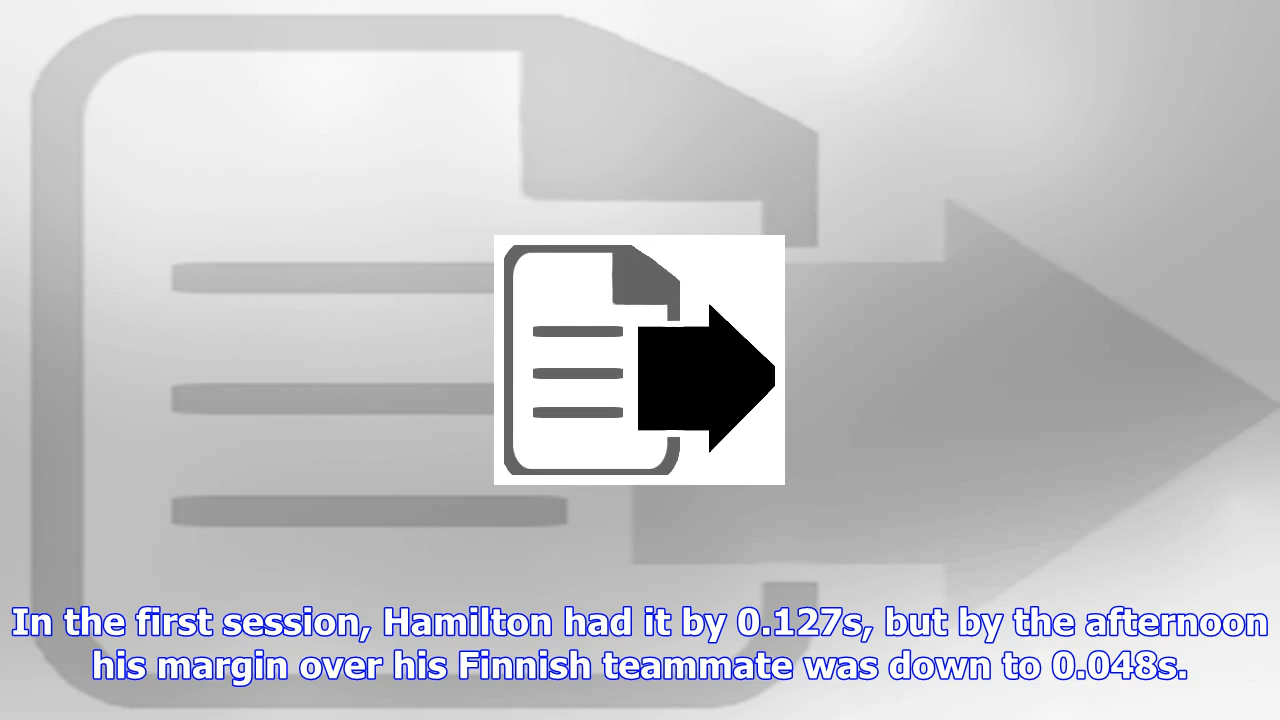 In the first session, Hamilton had it by 0.127s, but by the afternoon
his margin over his Finnish teammate was down to 0.048s.